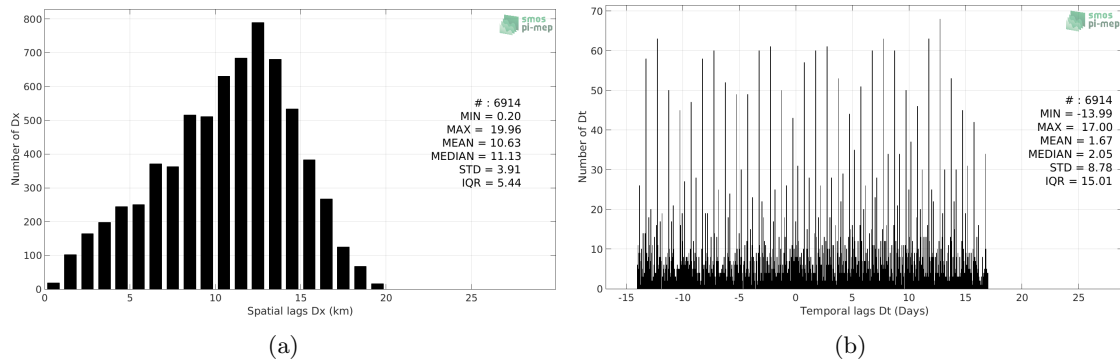 800
700
600
500
400
300
200
100
0
Number of Dx
0 5 10 15 20 25
Spatial lags Dx (km)
smos
pi-mep
# : 6914
MIN = 0.20
MAX = 19.96
MEAN = 10.63
MEDIAN = 11.13
STD = 3.91
IQR = 5.44
(a)
70
60
50
40
30
20
10
0
Number of Dt
-15 -10 -5 0 5 10 15 20 25
Temporal lags Dt (Days)
smos
pi-mep
# : 6914
MIN = -13.99
MAX = 17.00
MEAN = 1.67
MEDIAN = 2.05
STD = 8.78
IQR = 15.01
(b)